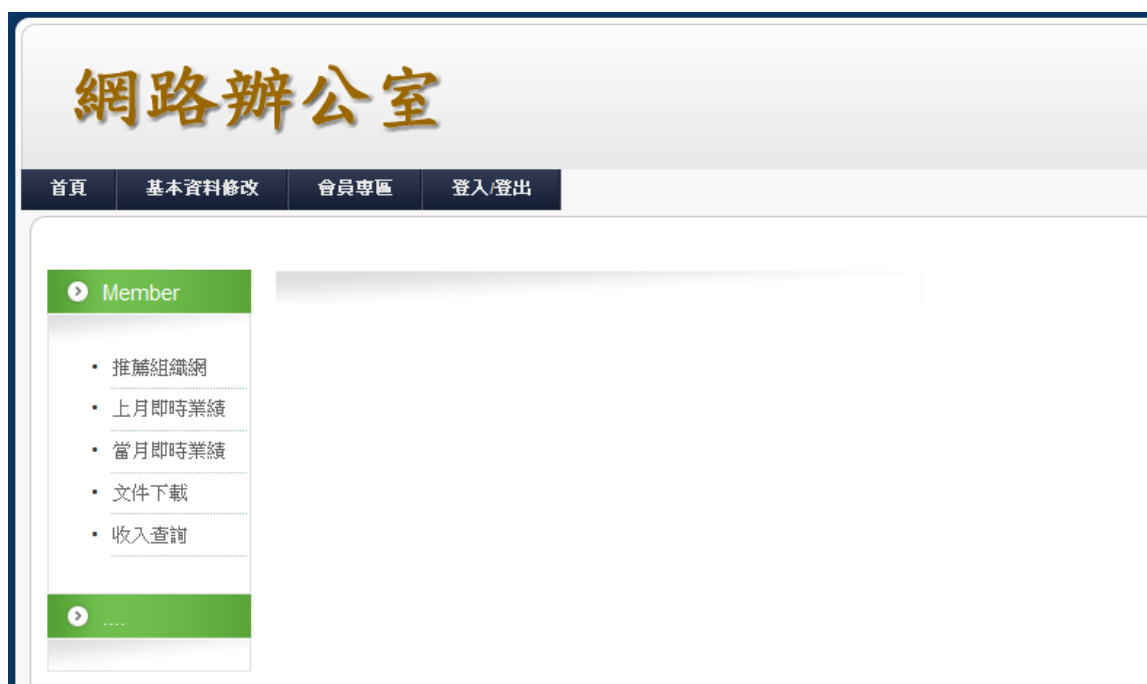 網路辦公室
首頁 基本資料修改 會員專區 登入/登出
Member
• 推薦組織網
• 上月即時業績
• 當月即時業績
• 文件下載
• 收入查詢
....